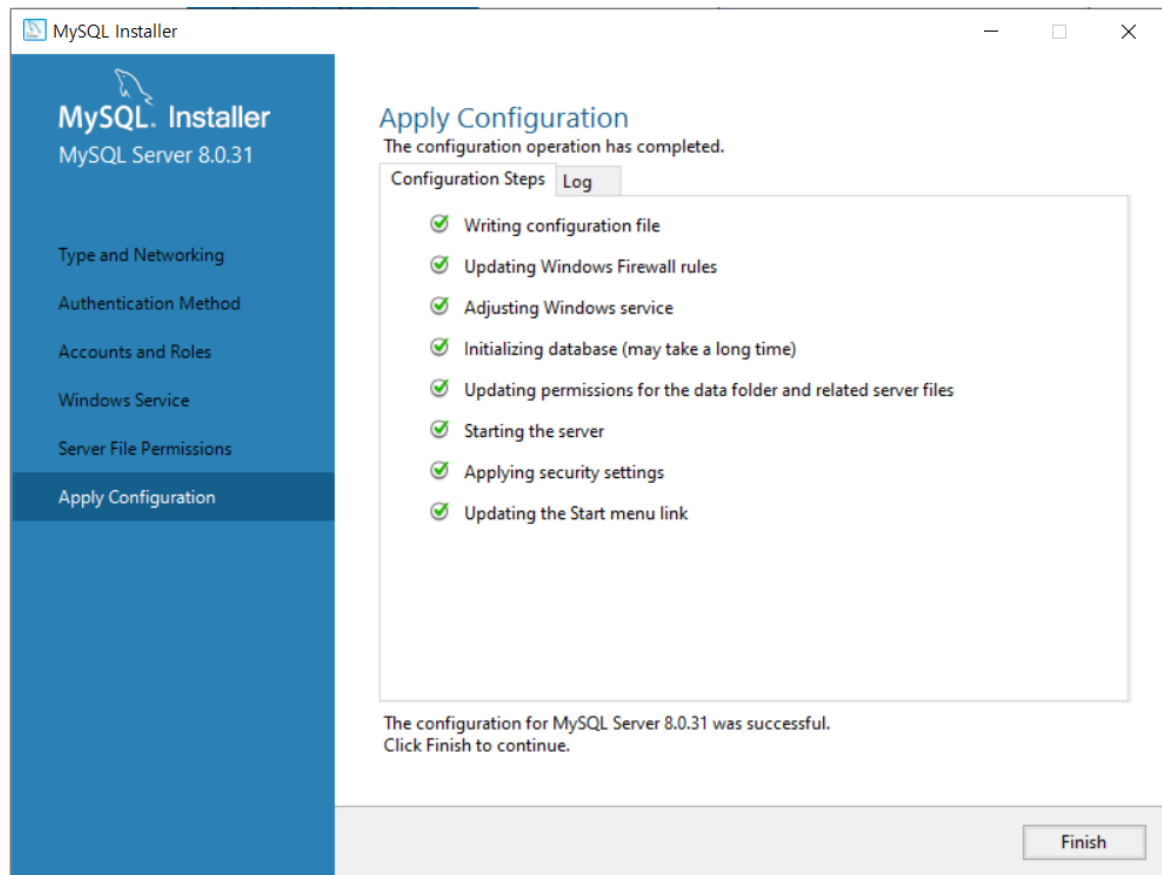 MySQL Installer
MySQL. Installer
MySQL Server 8.0.31
Type and Networking
Authentication Method
Accounts and Roles
Windows Service
Server File Permissions
Apply Configuration
Apply Configuration
The configuration operation has completed.
Configuration Steps
Log
Writing configuration file
Updating Windows Firewall rules
Adjusting Windows service
Initializing database (may take a long time)
Updating permissions for the data folder and related server files
Starting the server
Applying security settings
Updating the Start menu link
The configuration for MySQL Server 8.0.31 was successful.
Click Finish to continue.
Finish